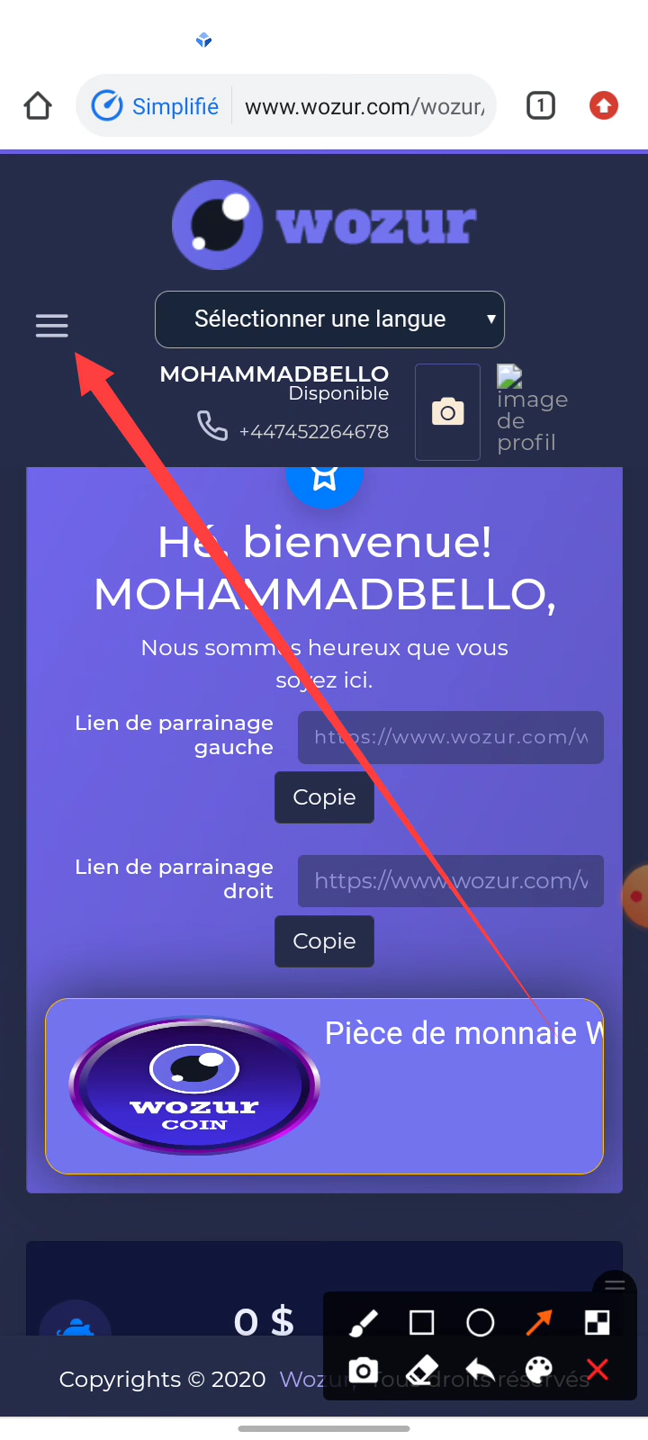 Simplifié
www.wozur.com/wozur/
1
wozur
Sélectionner une langue
MOHAMMADBELLO
Disponible
+447452264678
image
de
profil
Hé, bienvenue!
MOHAMMADBELLO,
Nous sommes heureux que vous
soyez ici.
Lien de parrainage
gauche
https://www.wozur.com/w
Copie
Lien de parrainage
droit
https://www.wozur.com/v
Copie
Pièce de monnaie W
wozur
COIN
0 $
Copyrights © 2020 Wozur, Tous droits réservés